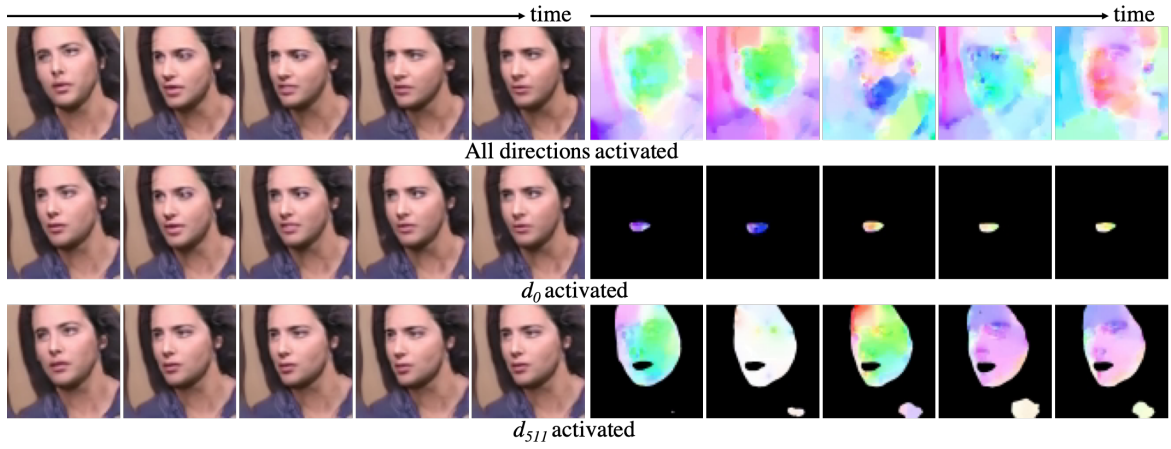 time time
All directions activated
d₀ activated
d₅₁₁ activated